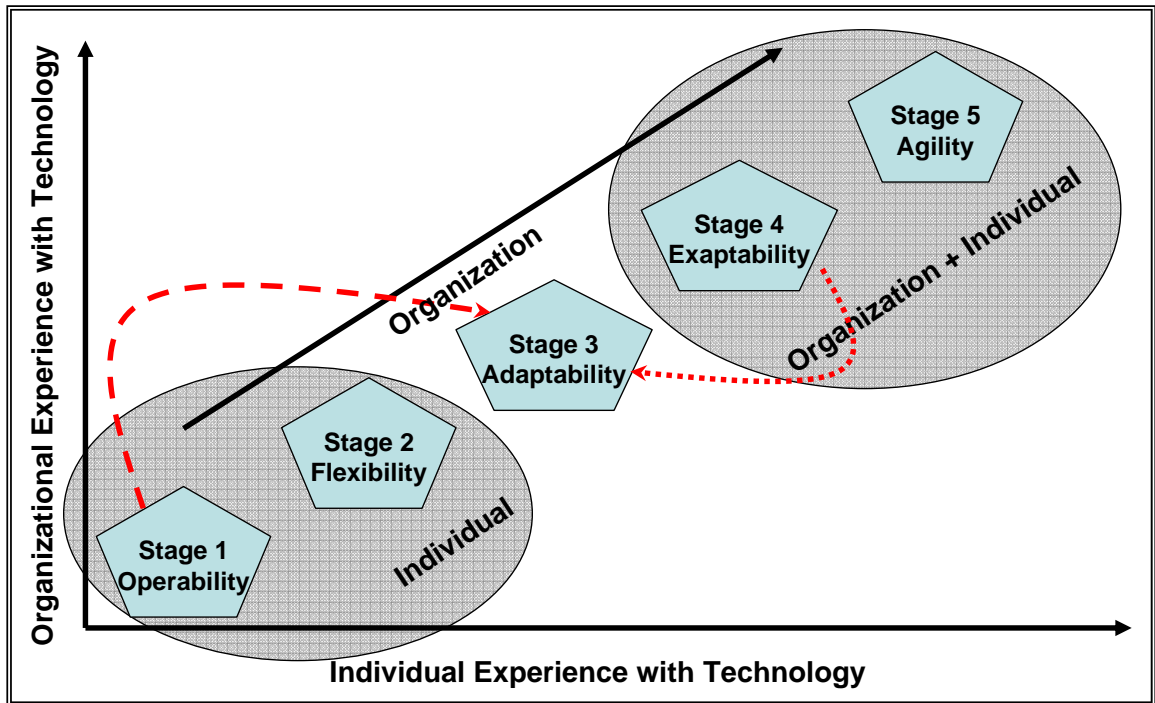 Organizational Experience with Technology
Stage 5
Agility
Stage 4
Exaptability
Organization + Individual
Organization
Stage 3
Adaptability
Stage 2
Flexibility
Individual
Stage 1
Operability
Individual Experience with Technology